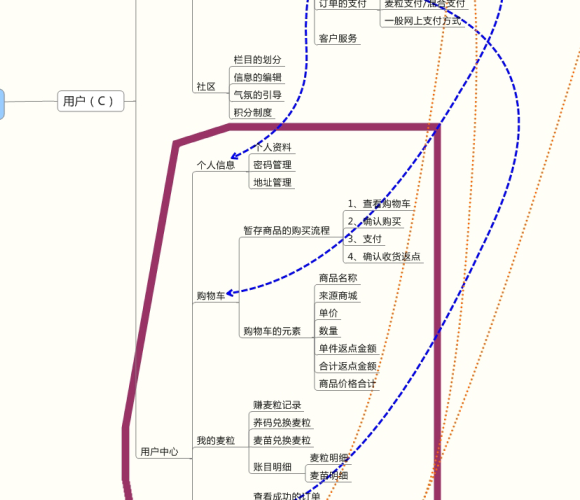 订单的支付
麦粒支付/混合支付
一般网上支付方式
客户服务
用户（C）
社区
栏目的划分
信息的编辑
气氛的引导
积分制度
个人信息
个人资料
密码管理
地址管理
购物车
暂存商品的购买流程
1、查看购物车
2、确认购买
3、支付
4、确认收货返点
购物车的元素
商品名称
来源商城
单价
数量
单件返点金额
合计返点金额
商品价格合计
用户中心
我的麦粒
赚麦粒记录
养码兑换麦粒
麦苗兑换麦粒
账目明细
麦粒明细
麦苗明细
查看成功的订单